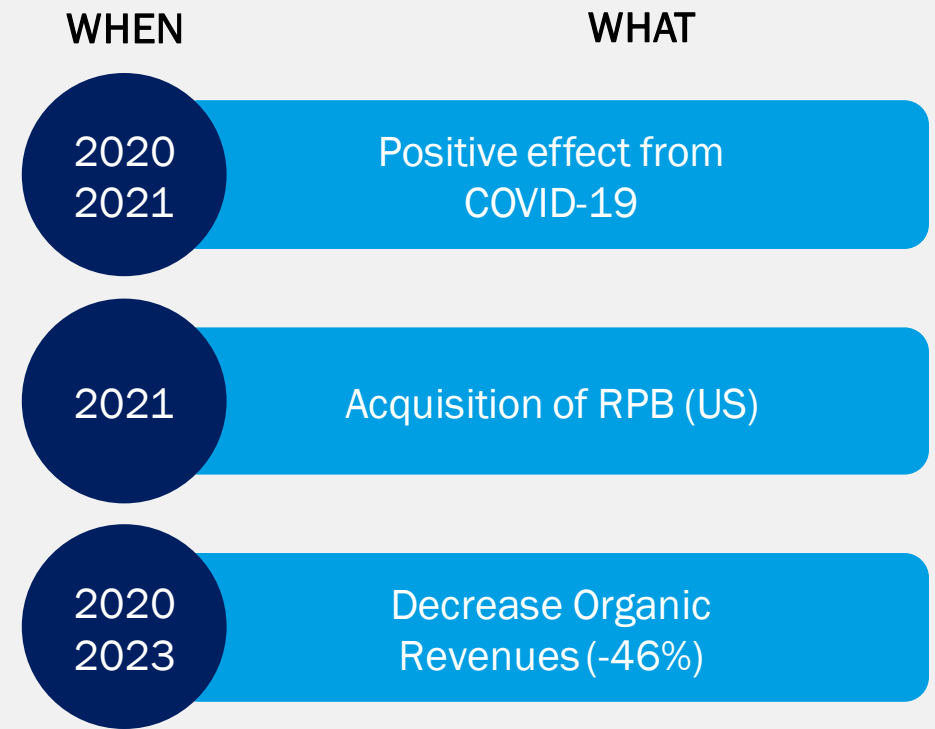 WHEN
WHAT
2020
2021
Positive effect from
COVID-19
2021
Acquisition of RPB (US)
2020
2023
Decrease Organic
Revenues (-46%)